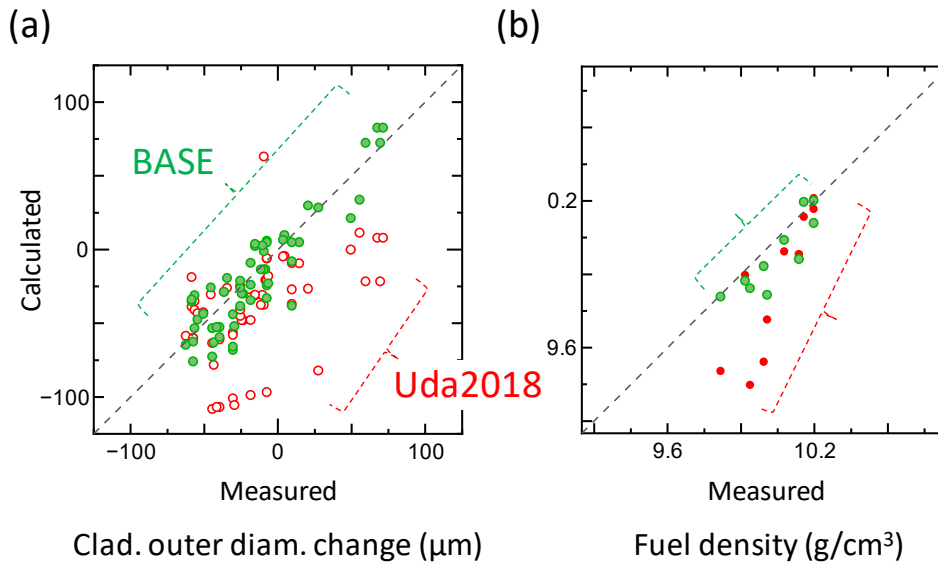 (a)
(b)
100
0
−100
Calculated
BASE
Uda2018
−100
0
100
Measured
Clad. outer diam. change (μm)
0.2
9.6
9.6
10.2
Measured
Fuel density (g/cm³)